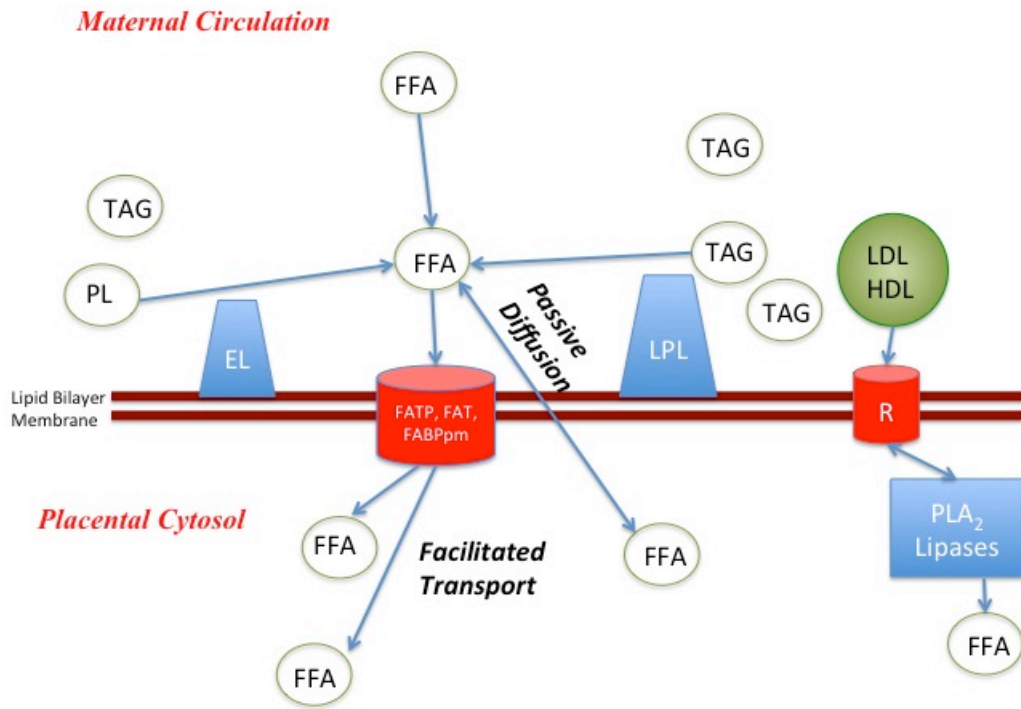 Maternal Circulation
FFA
TAG
TAG
FFA
TAG
PL
TAG
LDL
HDL
Passive
Diffusion
EL
LPL
Lipid Bilayer
Membrane
FATP, FAT,
FABPpm
R
Placental Cytosol
FFA
Facilitated
Transport
FFA
PLA₂
Lipases
FFA
FFA